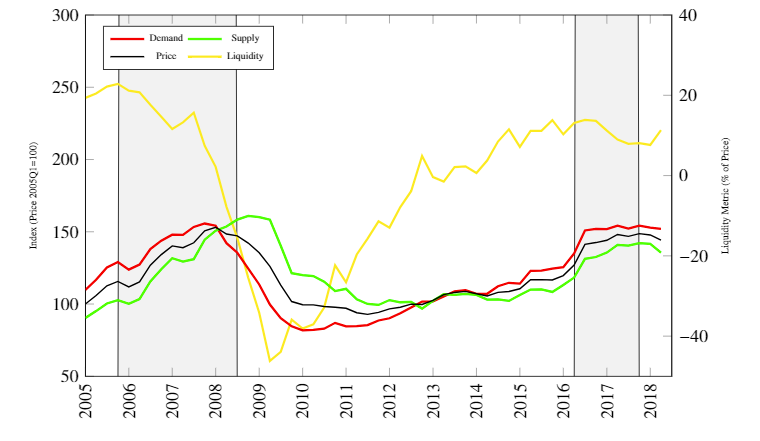 300
250
200
150
100
50
Index (Price 2005Q1=100)
Demand Supply
Price Liquidity
40
20
0
−20
−40
Liquidity Metric (% of Price)
2005 2006 2007 2008 2009 2010 2011 2012 2013 2014 2015 2016 2017 2018